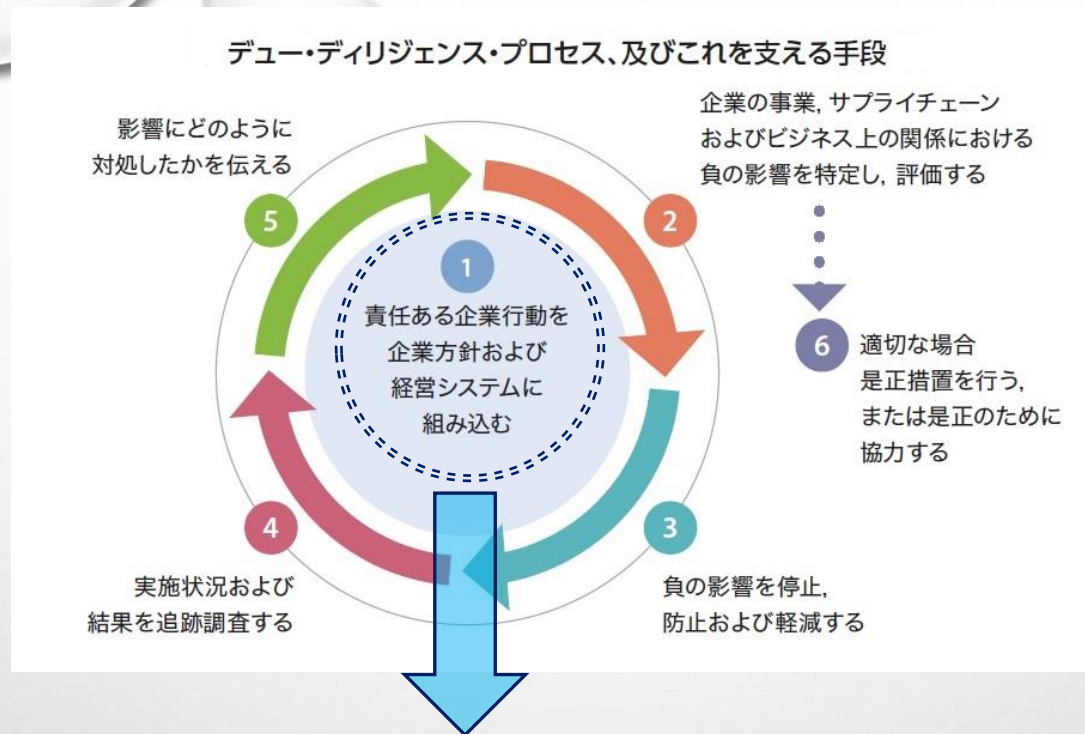 デュー・ディリジェンス・プロセス、及びこれを支える手段
1
責任ある企業行動を
企業方針および
経営システムに
組み込む
2
企業の事業, サプライチェーン
およびビジネス上の関係における
負の影響を特定し, 評価する
3
負の影響を停止,
防止および軽減する
4
実施状況および
結果を追跡調査する
5
影響にどのように
対処したかを伝える
6
適切な場合
是正措置を行う,
または是正のために
協力する